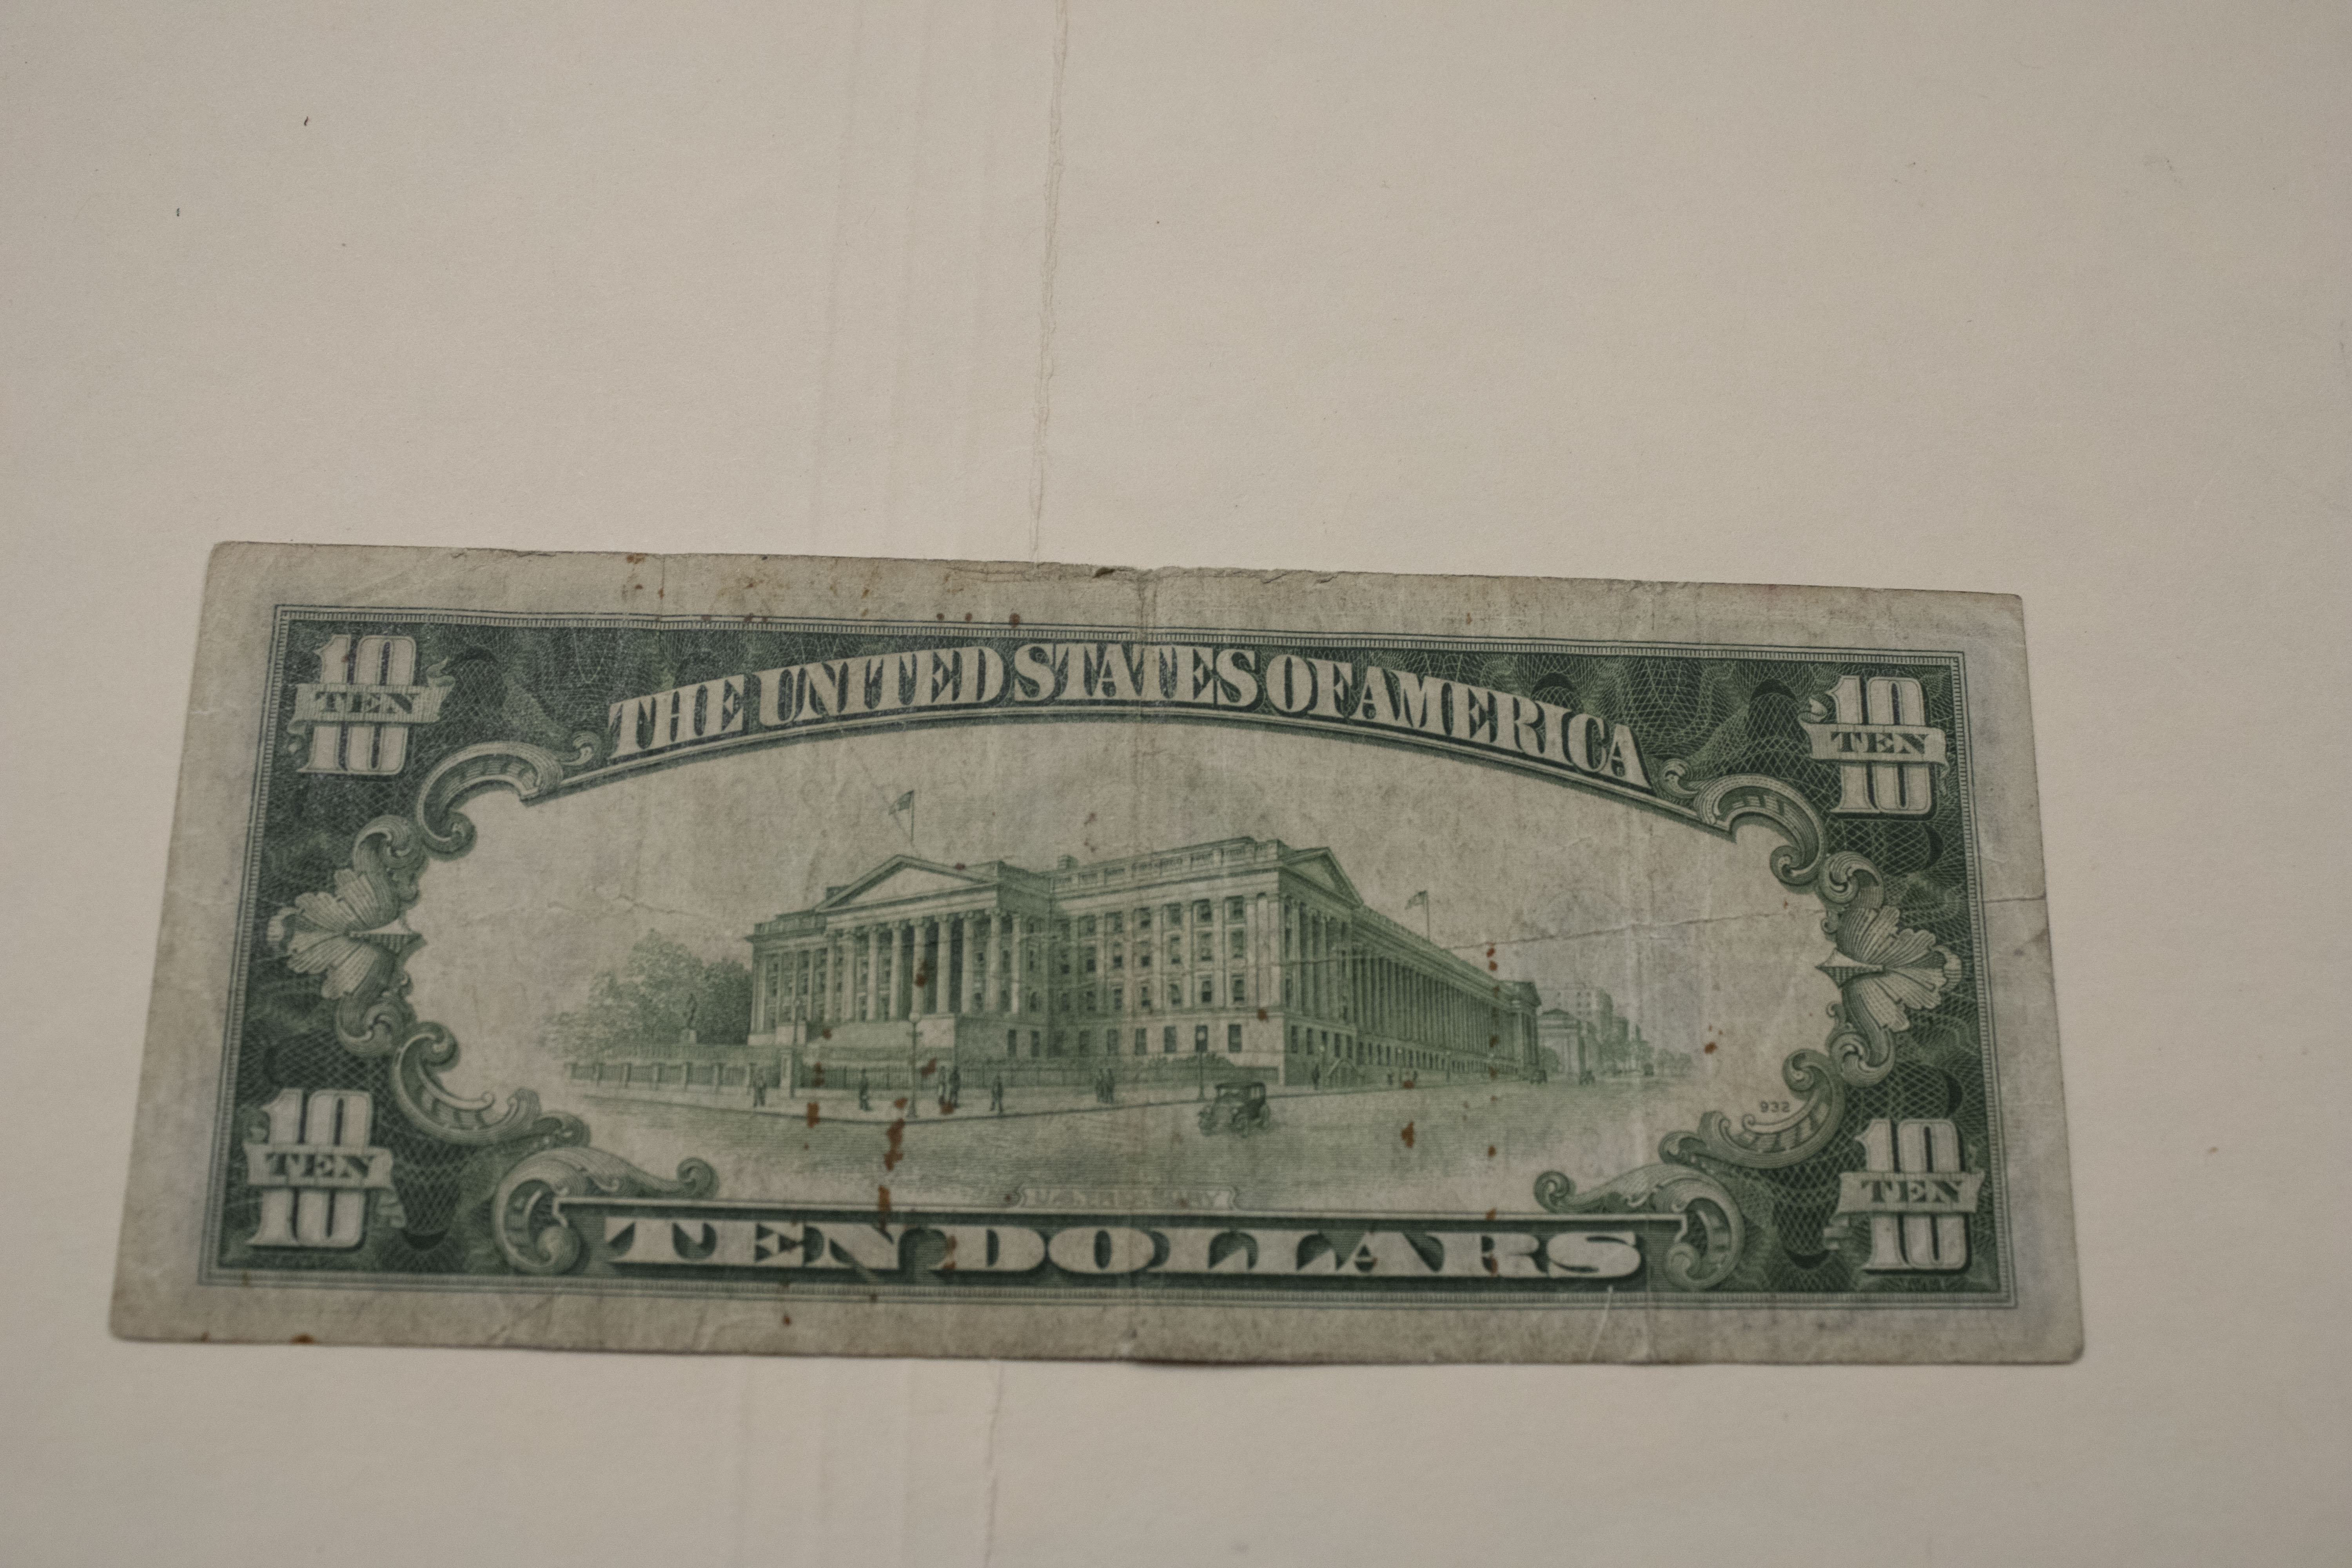 10 TEN 10
THE UNITED STATES OF AMERICA
10 TEN 10
932
10 TEN 10
U.S. TREASURY
TEN DOLLARS
10 TEN 10